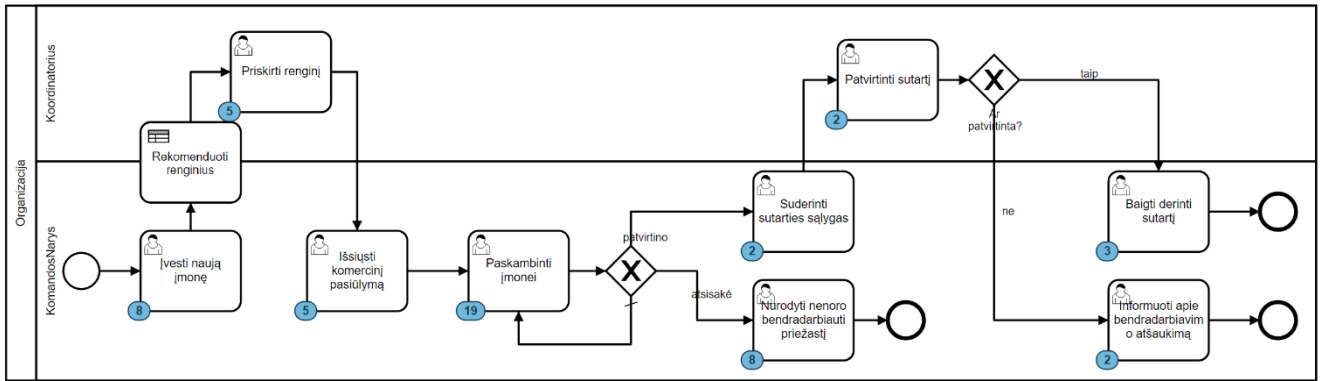 Organizacija
Koordinatorius
Priskirti renginį
5
Patvirtinti sutartį
2
Ar
patvirtinta?
taip
ne
Rekomenduoti
renginius
KomandosNarys
Įvesti naują
įmonę
8
Išsiųsti
komercinį
pasiūlymą
5
Paskambinti
įmonei
19
patvirtino
atsisakė
Suderinti
sutarties sąlygas
2
Nurodyti nenoro
bendradarbiauti
priežastį
8
Baigti derinti
sutartį
3
Informuoti apie
bendradarbiavim
o atšaukimą
2